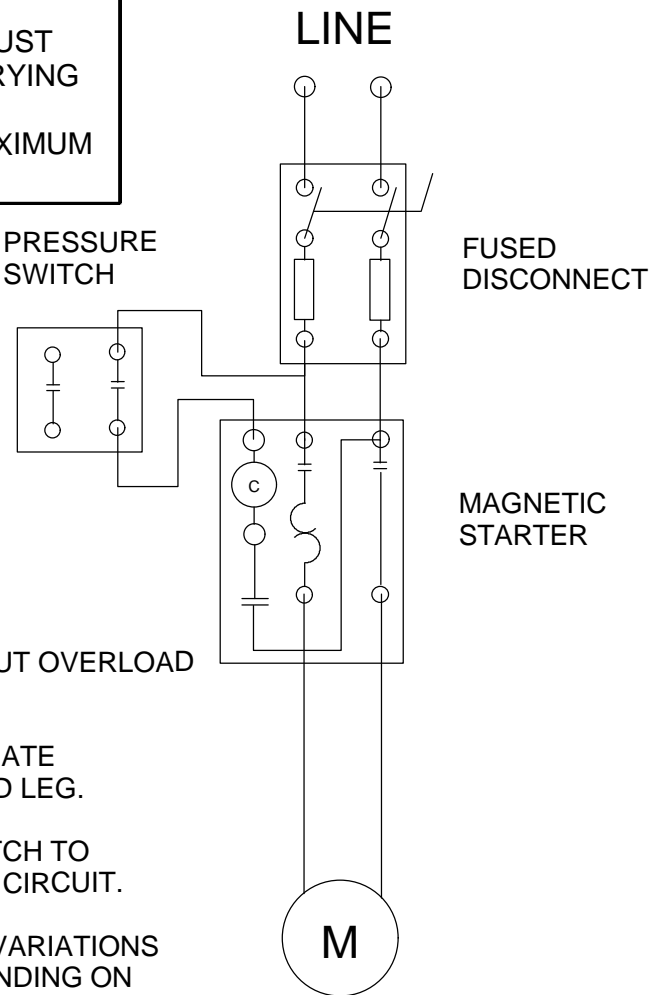 UST
RYING
XIMUM
LINE
PRESSURE
SWITCH
FUSED
DISCONNECT
C
MAGNETIC
STARTER
UT OVERLOAD
ATE
D LEG.
TCH TO
CIRCUIT.
VARIATIONS
NDING ON
M